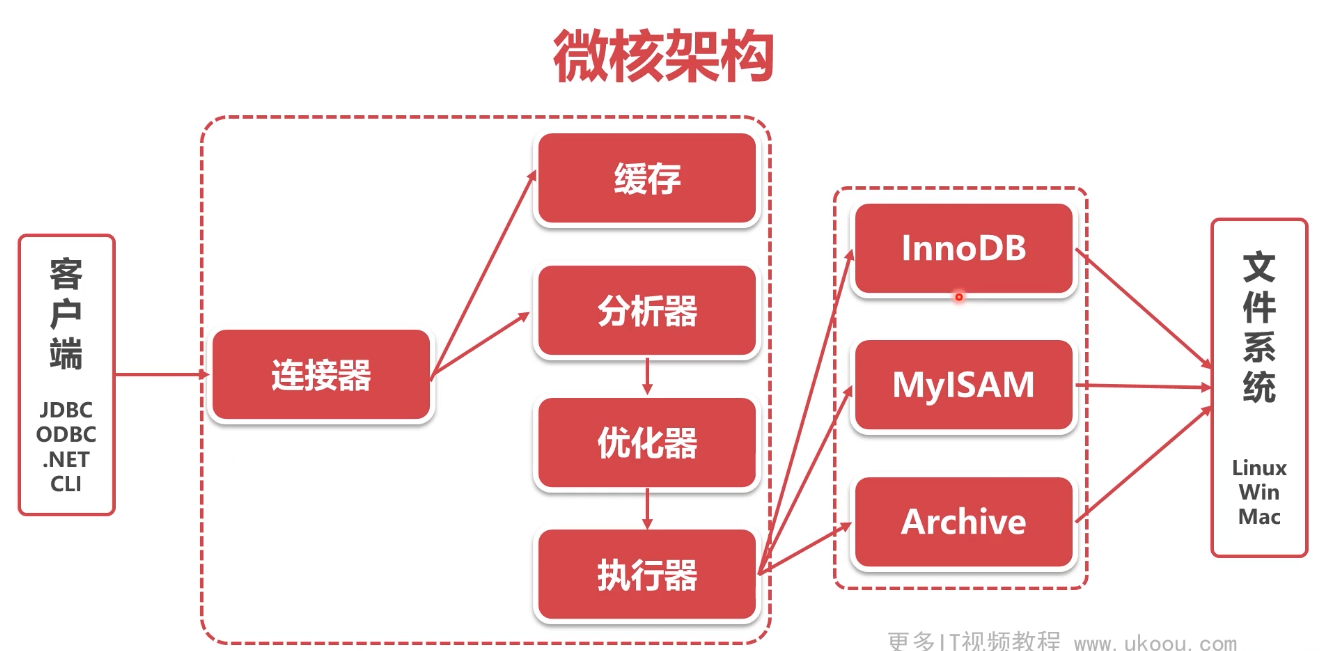 微核架构
客户端
JDBC
ODBC
.NET
CLI
连接器
缓存
分析器
优化器
执行器
InnoDB
MyISAM
Archive
文件系统
Linux
Win
Mac
更多IT视频教程 www.ukoou.com